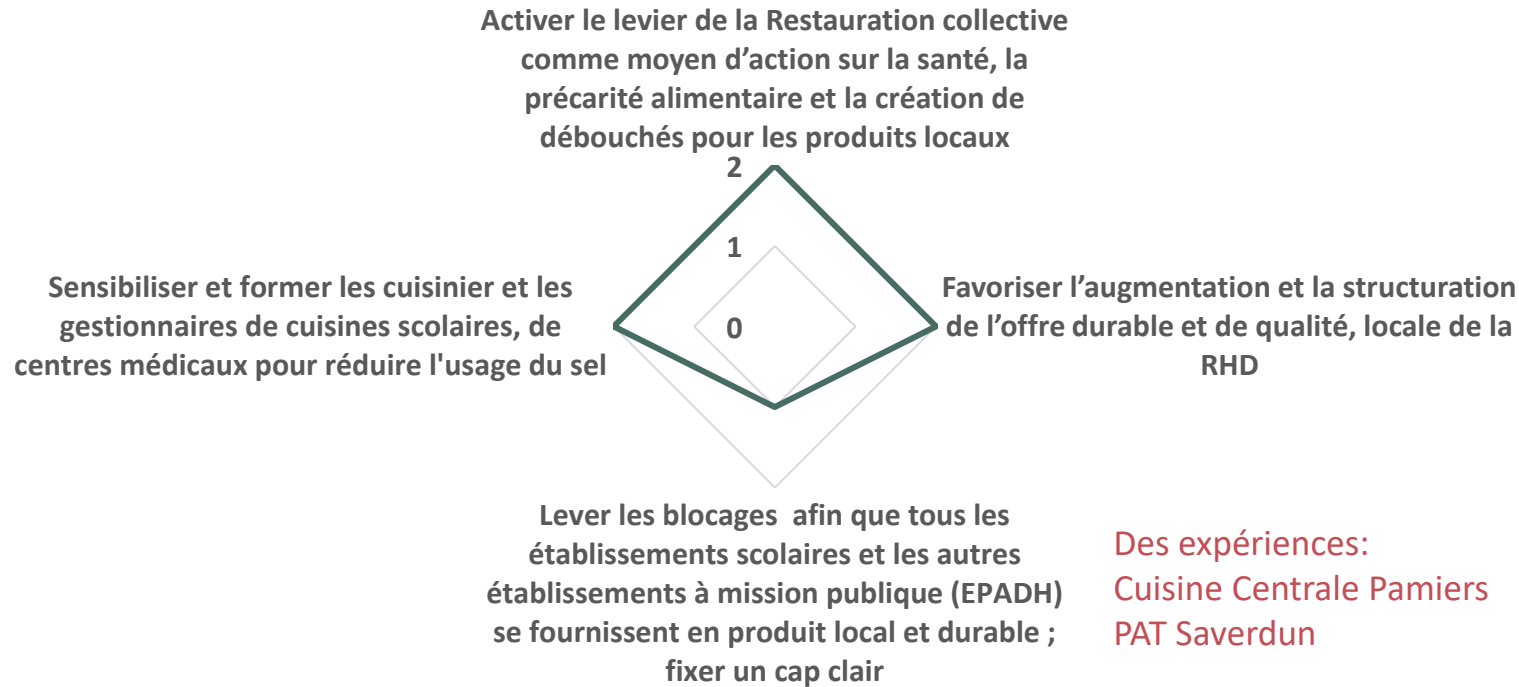 Activer le levier de la Restauration collective
comme moyen d’action sur la santé, la
précarité alimentaire et la création de
débouchés pour les produits locaux
2
1
0
Sensibiliser et former les cuisinier et les
gestionnaires de cuisines scolaires, de
centres médicaux pour réduire l'usage du sel
Favoriser l’augmentation et la structuration
de l’offre durable et de qualité, locale de la
RHD
Lever les blocages  afin que tous les
établissements scolaires et les autres
établissements à mission publique (EPADH)
se fournissent en produit local et durable ;
fixer un cap clair
Des expériences:
Cuisine Centrale Pamiers
PAT Saverdun